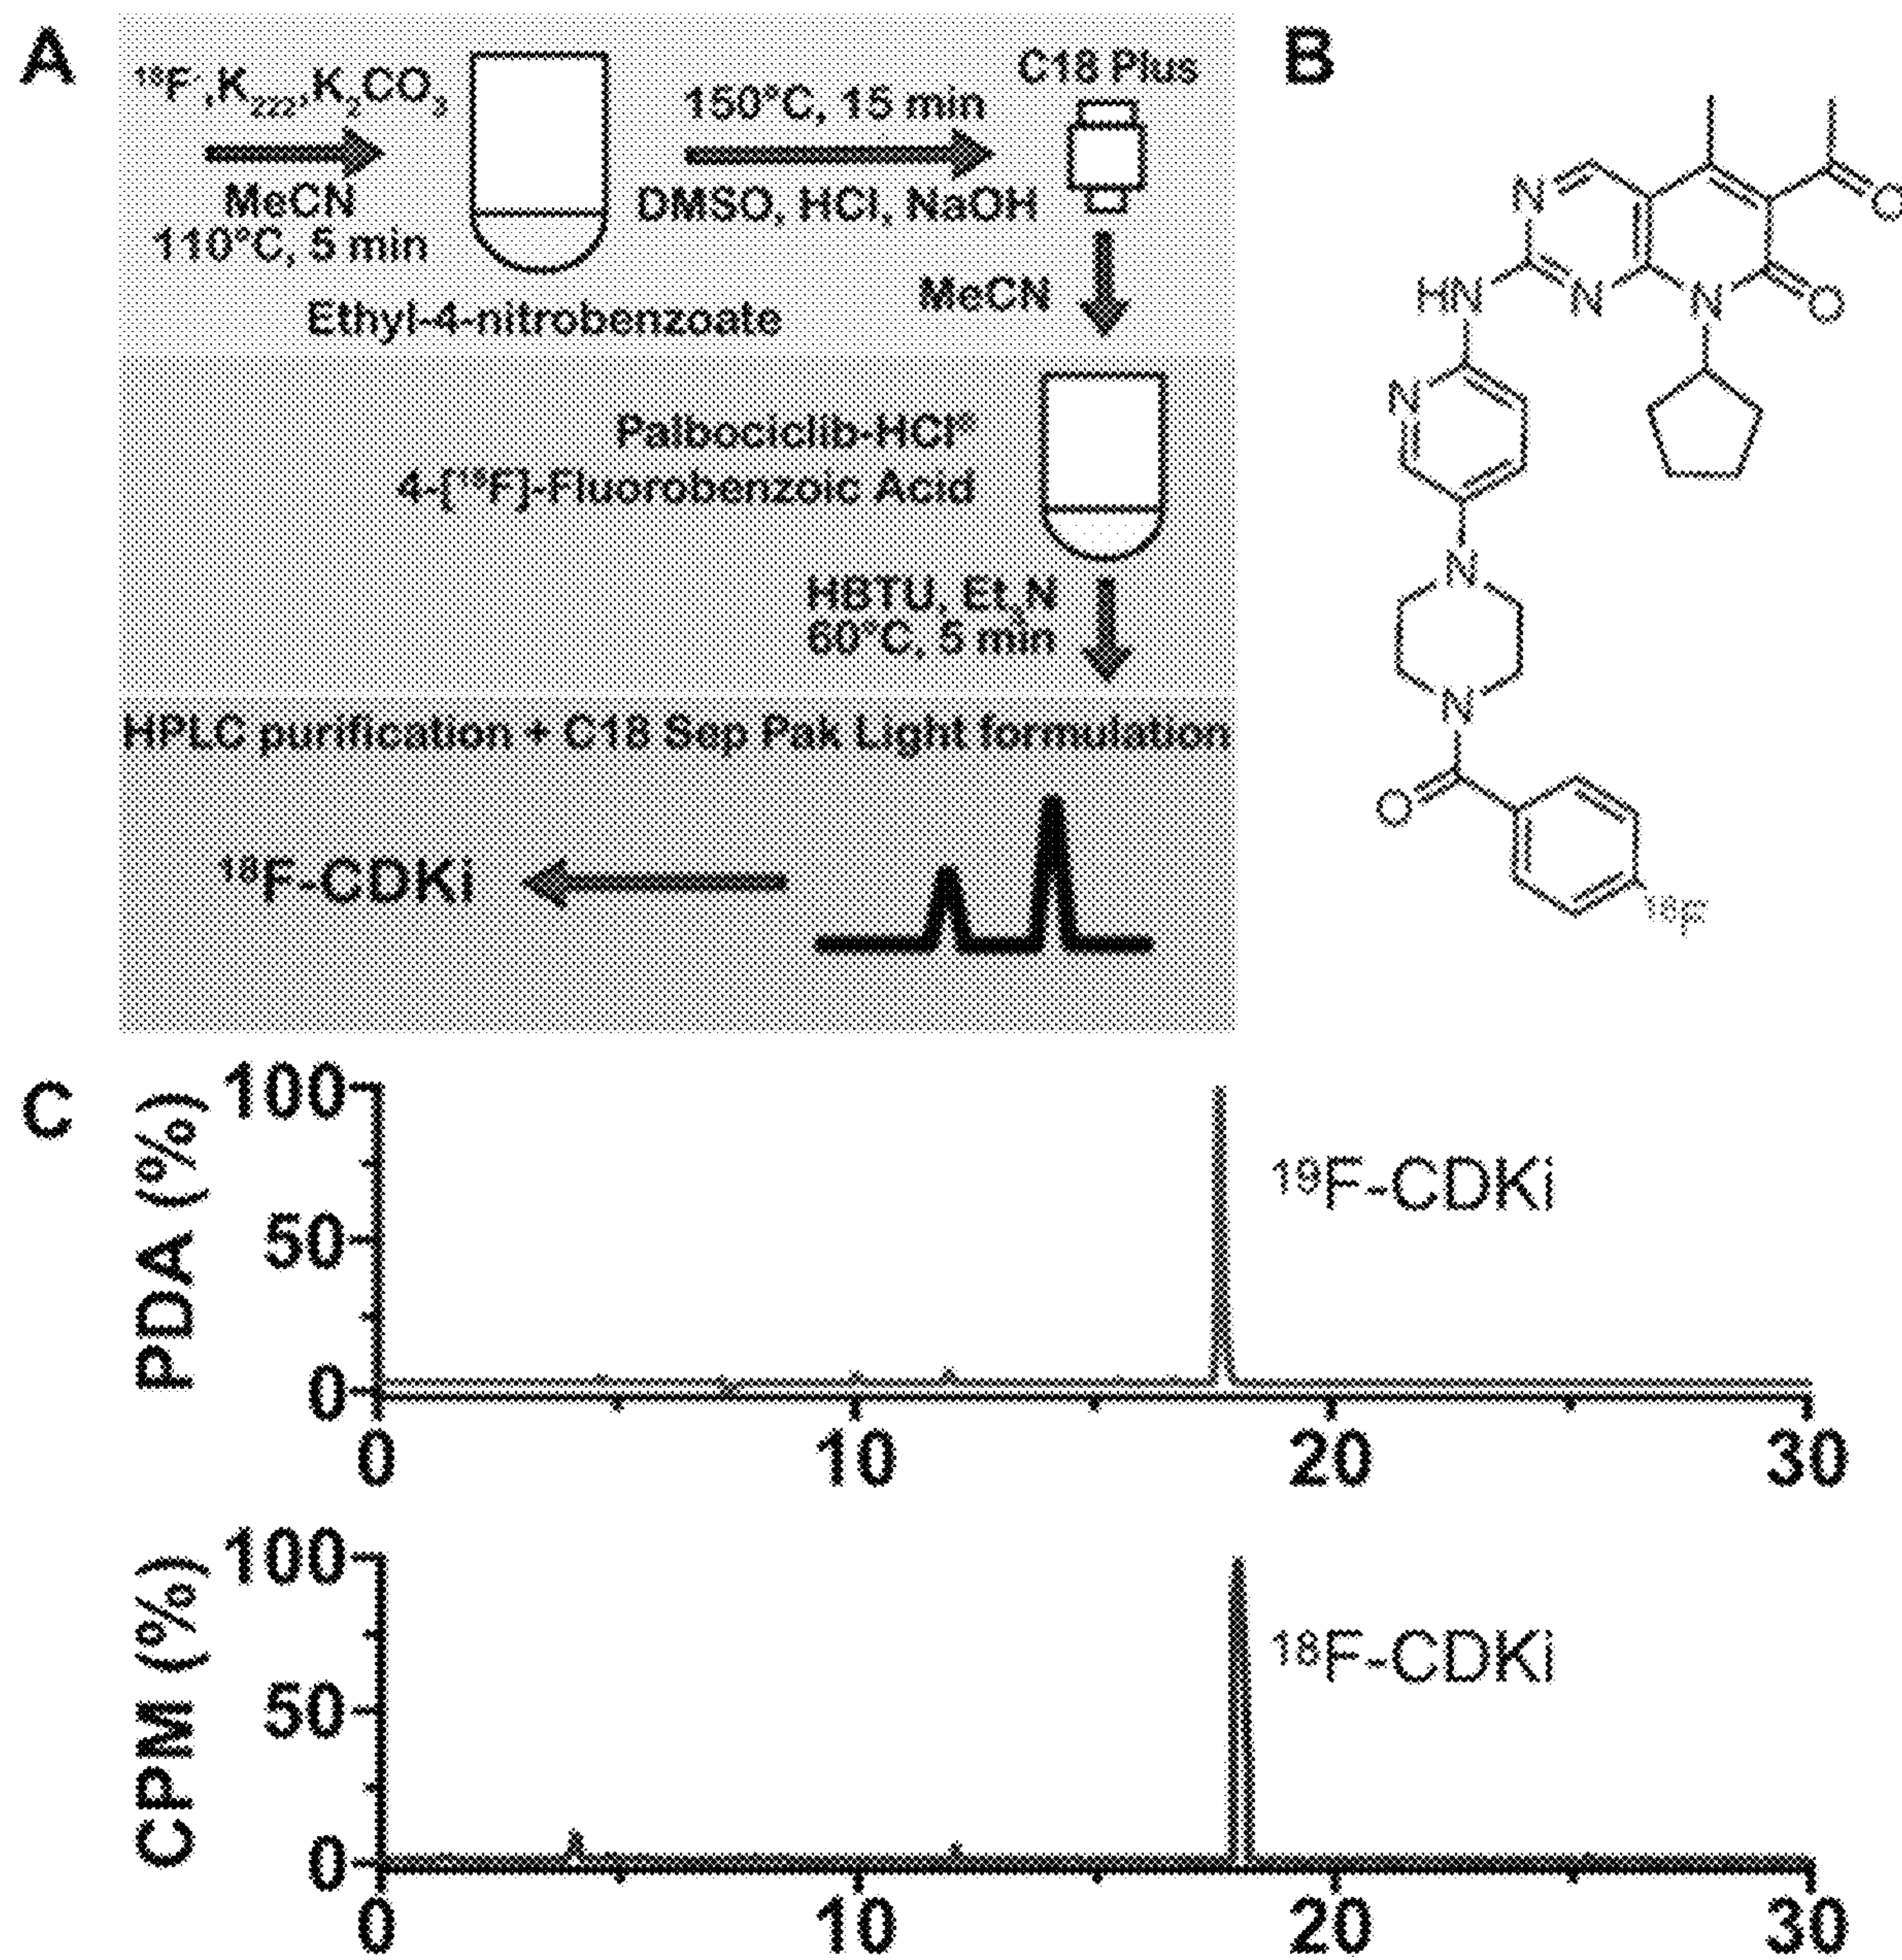 A
¹⁸F⁻,K₂₂₂,K₂CO₃
MeCN
110°C, 5 min
Ethyl-4-nitrobenzoate
150°C, 15 min
DMSO, HCl, NaOH
C18 Plus
MeCN
Palbociclib-HCl*
4-[¹⁸F]-Fluorobenzoic Acid
HBTU, Et₃N
60°C, 5 min
HPLC purification + C18 Sep Pak Light formulation
¹⁸F-CDKi
B
N
O
HN
N
N
O
N
N
N
O
¹⁸F
C
PDA (%)
100
50
0
0
10
20
30
¹⁹F-CDKi
CPM (%)
100
50
0
0
10
20
30
¹⁸F-CDKi